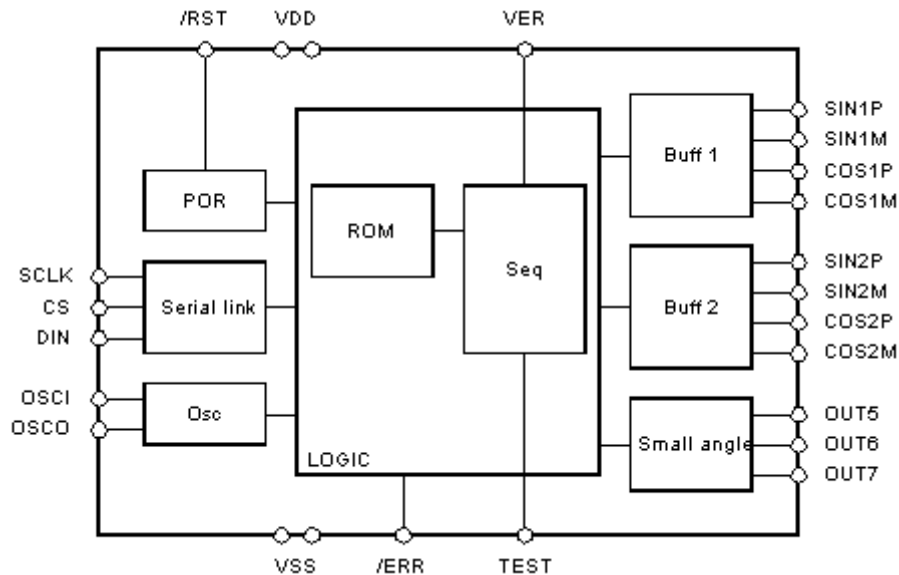 /RST VDD VER
SIN1P
SIN1M
Buff 1
COS1P
POR
COS1M
ROM
SIN2P
Seq
SCLK
SIN2M
CS
Serial link
Buff 2
COS2P
DIN
COS2M
OSCI
OUT5
Osc
OSCO
Small angle
OUT6
LOGIC
OUT7
VSS /ERR TEST